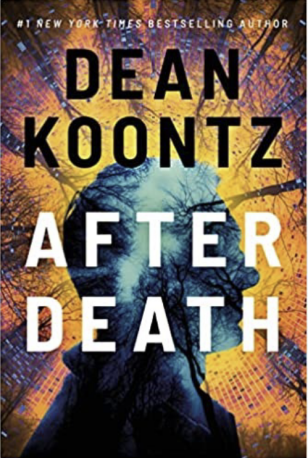 #1 NEW YORK TIMES BESTSELLING AUTHOR
DEAN
KOONTZ
AFTER
DEATH